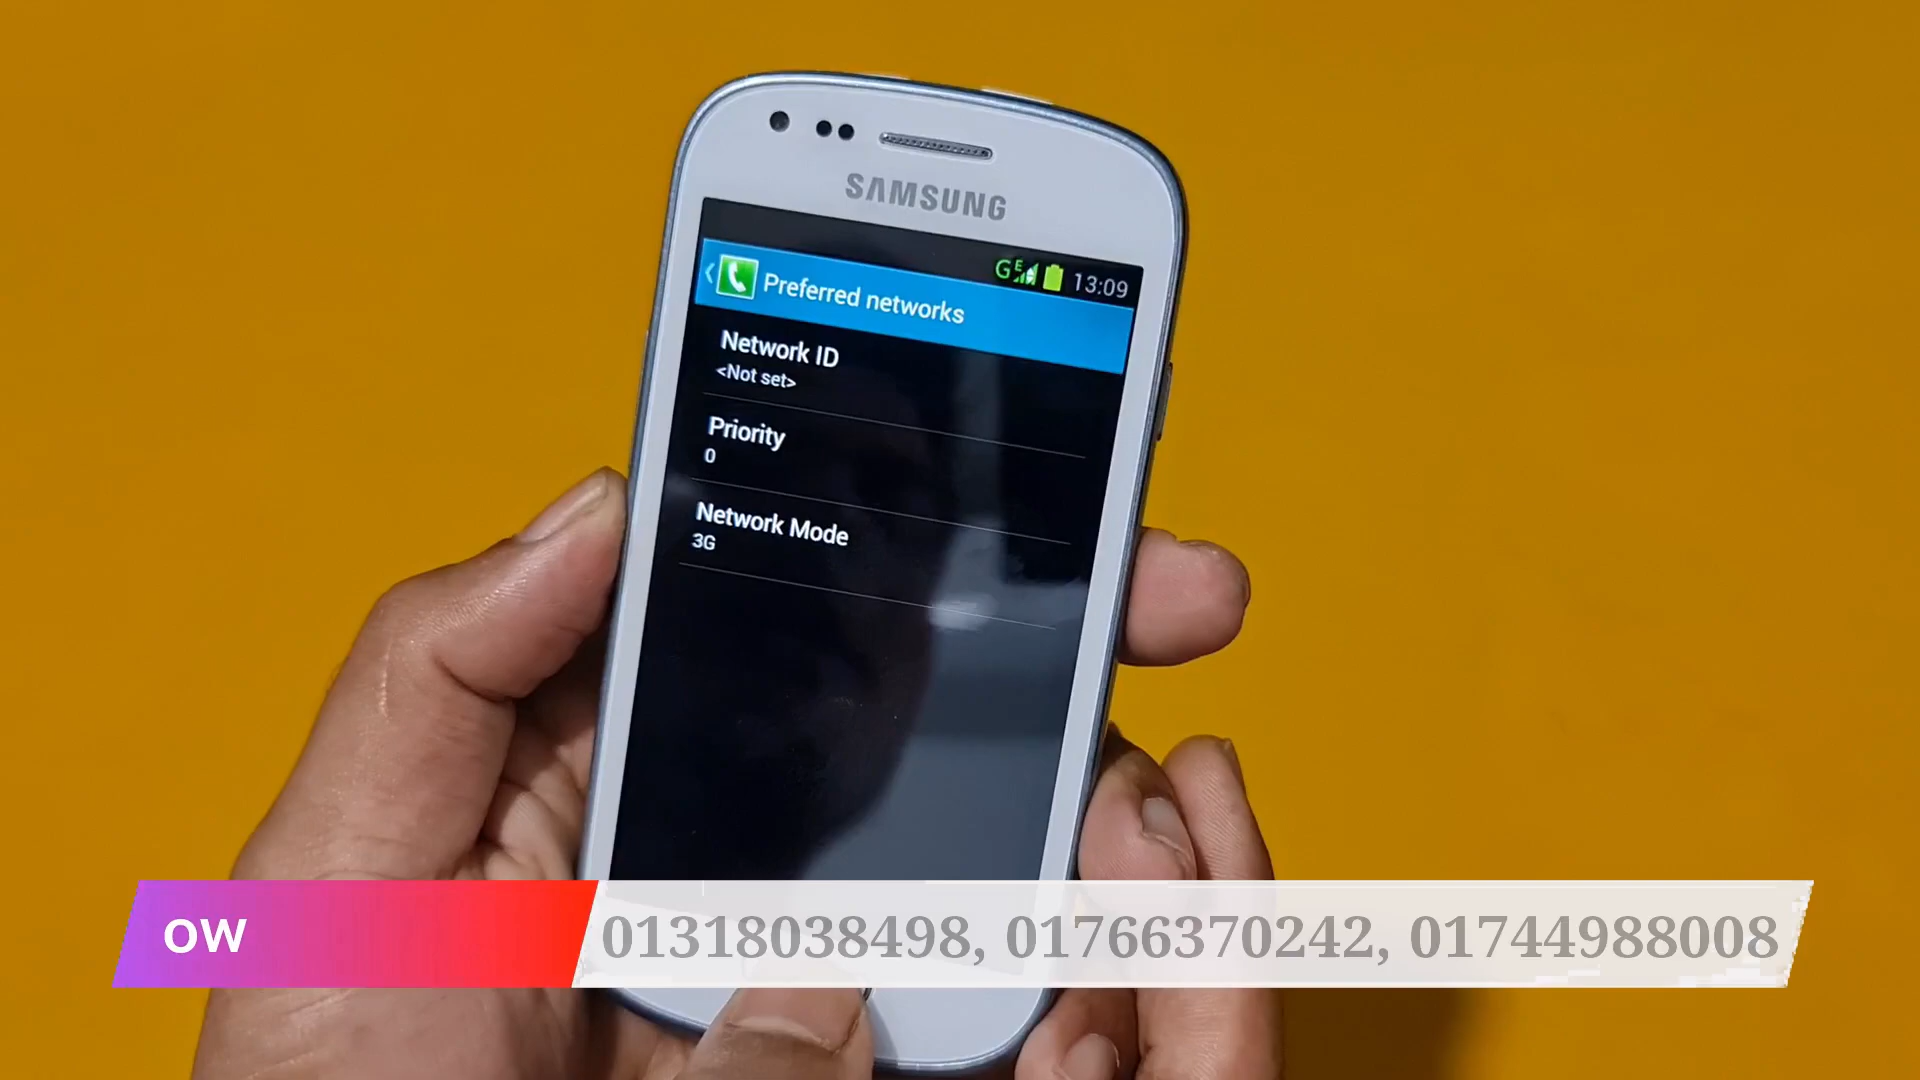 SAMSUNG
G E 13:09
Preferred networks
Network ID
<Not set>
Priority
0
Network Mode
3G
OW
01318038498, 01766370242, 01744988008